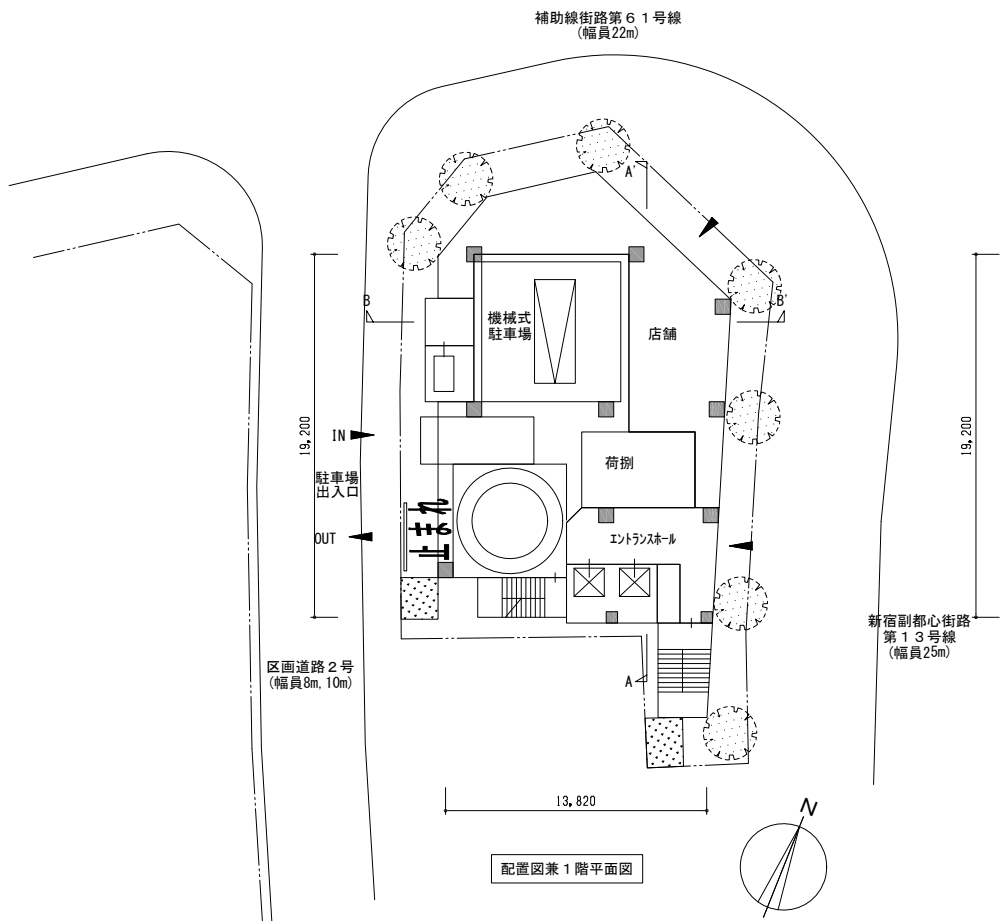 補助線街路第６１号線
(幅員22m)
A'
B
B'
機械式
駐車場
店舗
19,200
19,200
IN
駐車場
出入口
OUT
荷捌
エントランスホール
新宿副都心街路
第１３号線
(幅員25m)
区画道路２号
(幅員8m,10m)
A
13,820
N
配置図兼１階平面図